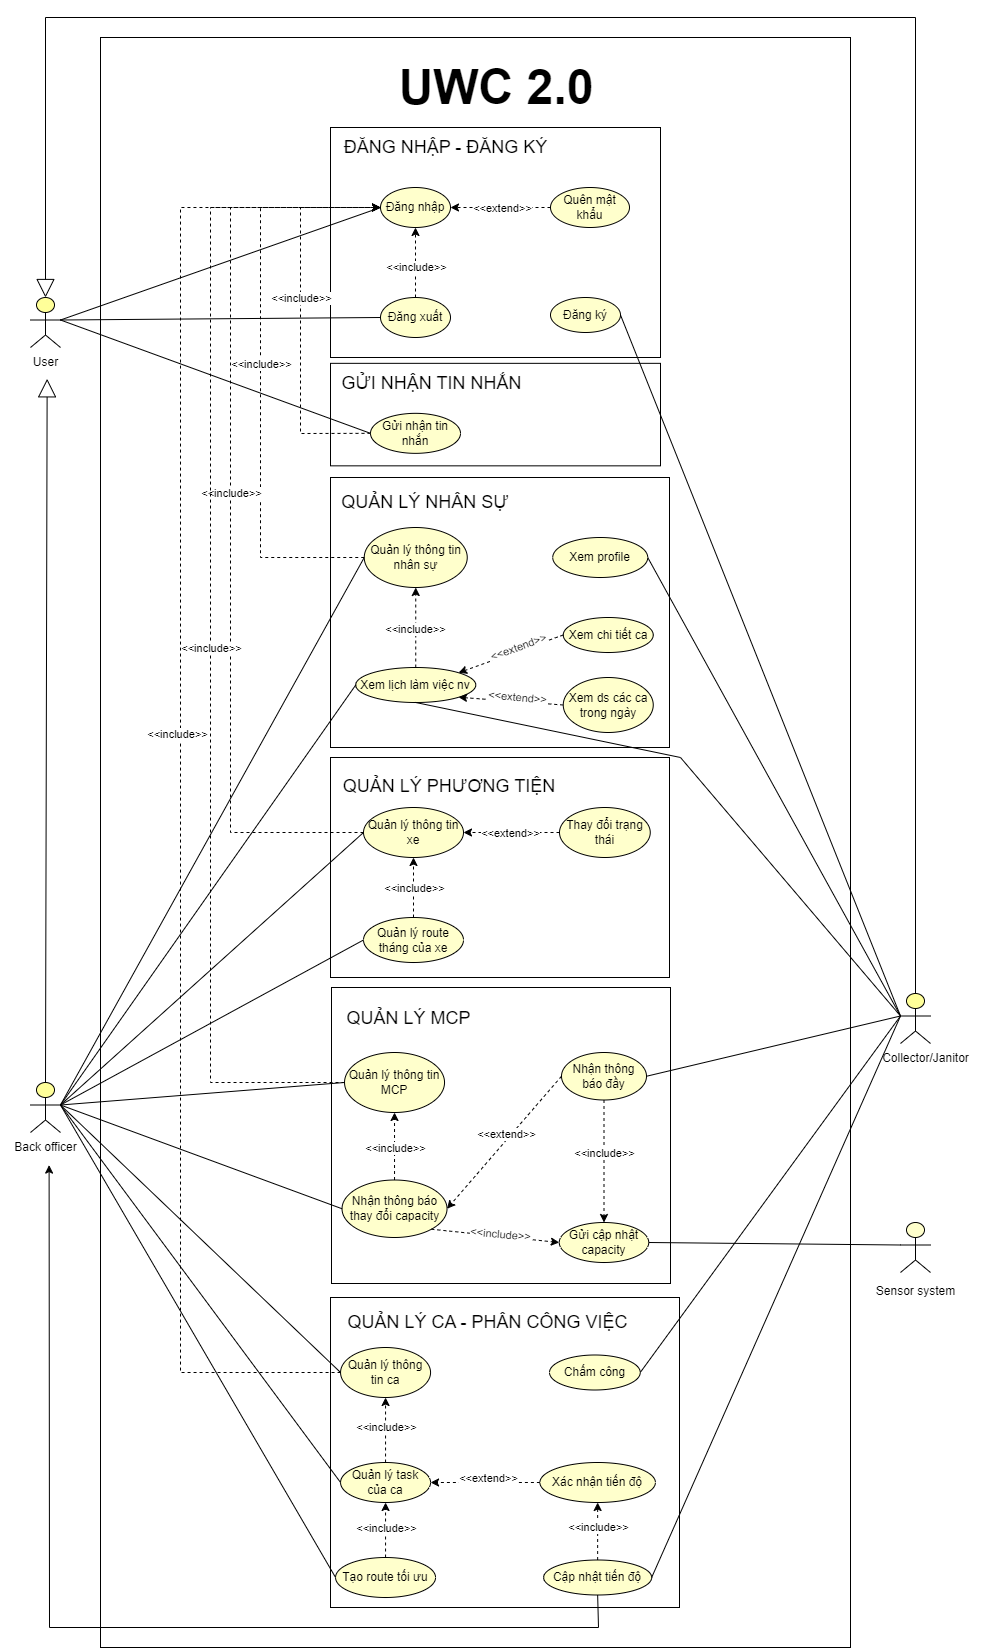 UWC 2.0
ĐĂNG NHẬP - ĐĂNG KÝ
Đăng nhập
<<extend>>
Quên mật
khẩu
<<include>>
<<include>>
Đăng xuất
Đăng ký
User
<<include>>
GỬI NHẬN TIN NHẮN
Gửi nhận tin
nhắn
<<include>>
QUẢN LÝ NHÂN SỰ
Quản lý thông tin
nhân sự
Xem profile
<<include>>
<<extend>>
Xem chi tiết ca
<<include>>
Xem lịch làm việc nv
<<extend>>
Xem ds các ca
trong ngày
<<include>>
QUẢN LÝ PHƯƠNG TIỆN
Quản lý thông tin
xe
<<extend>>
Thay đổi trạng
thái
<<include>>
Quản lý route
tháng của xe
QUẢN LÝ MCP
Quản lý thông tin
MCP
Nhận thông
báo đầy
Collector/Janitor
Back officer
<<extend>>
<<include>>
<<include>>
Nhận thông báo
thay đổi capacity
<<include>>
Gửi cập nhật
capacity
Sensor system
QUẢN LÝ CA - PHÂN CÔNG VIỆC
Quản lý thông
tin ca
Chấm công
<<include>>
Quản lý task
của ca
<<extend>>
Xác nhận tiến độ
<<include>>
<<include>>
Tạo route tối ưu
Cập nhật tiến độ